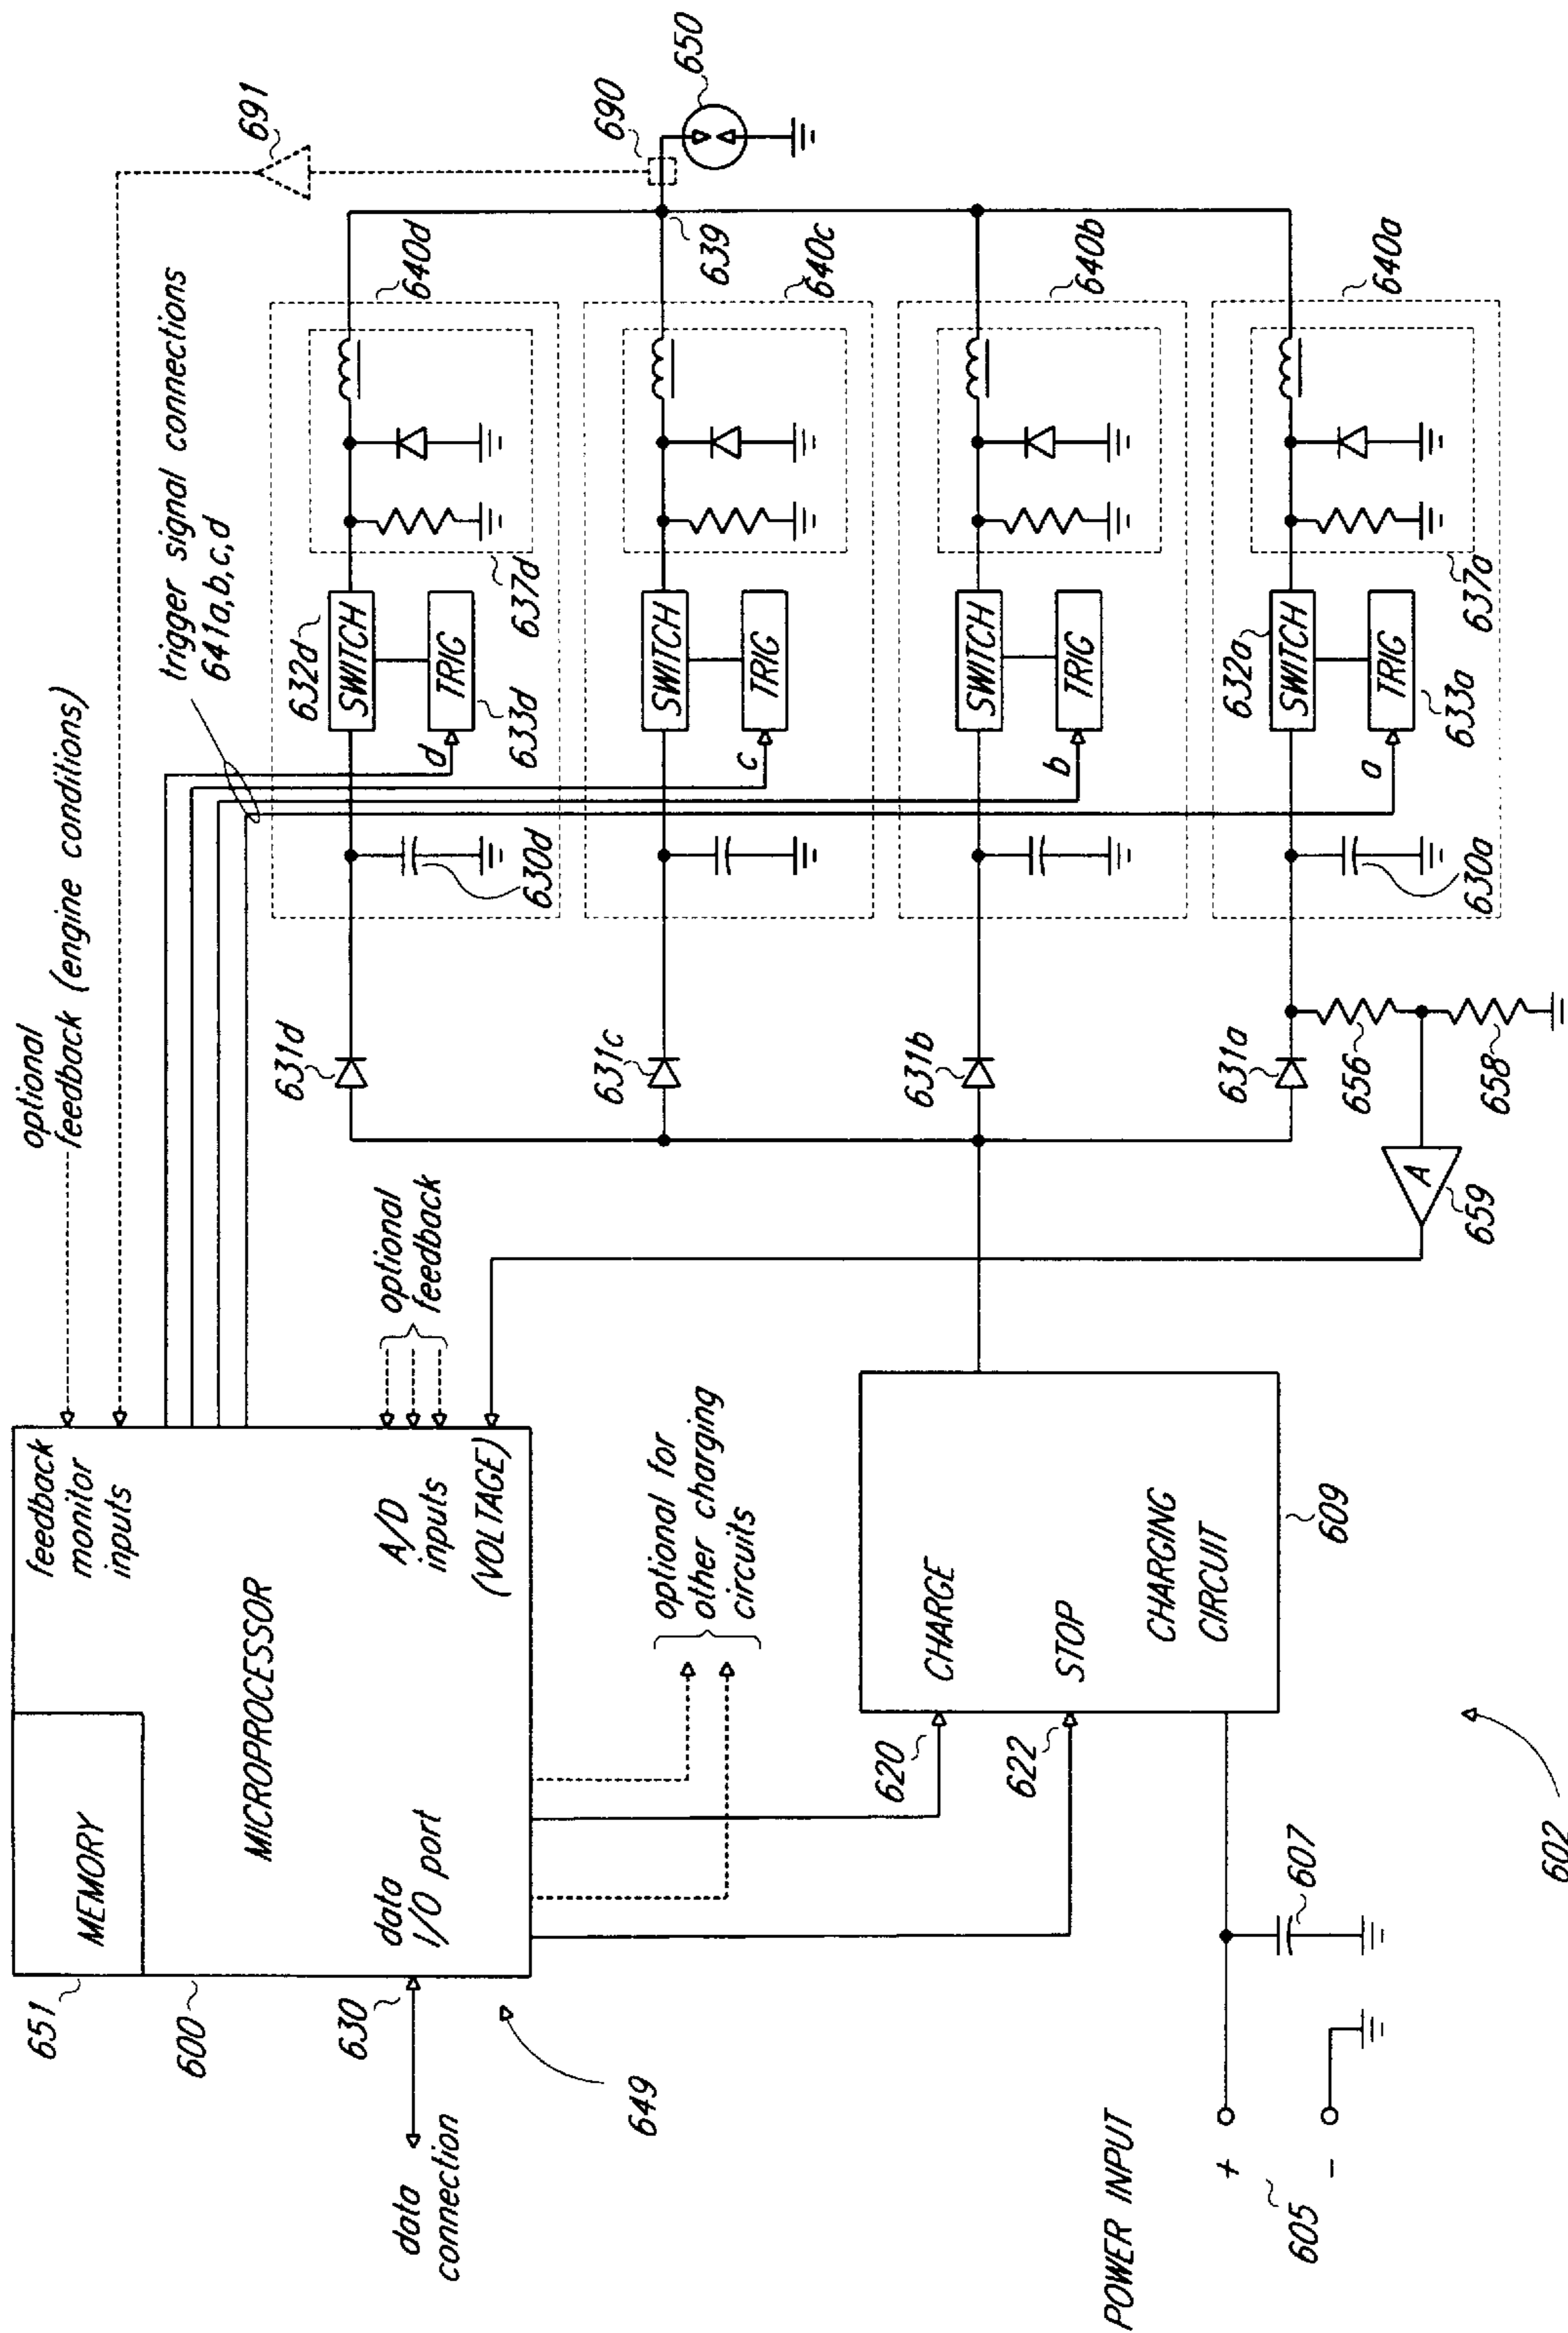 optional
feedback (engine conditions)
trigger signal connections
641a,b,c,d
691
690
650
639
651
MEMORY
feedback
monitor
inputs
600
MICROPROCESSOR
630
data
I/O port
A/D
inputs
(VOLTAGE)
optional
feedback
data
connection
649
optional for
other charging
circuits
631d
630d
632d
SWITCH
d
TRIG
633d
637d
640d
631c
SWITCH
c
TRIG
640c
631b
SWITCH
b
TRIG
640b
631a
630a
632a
SWITCH
a
TRIG
633a
637a
640a
656
658
A
659
620
CHARGE
622
STOP
CHARGING
CIRCUIT
609
POWER INPUT
+
605
-
607
602